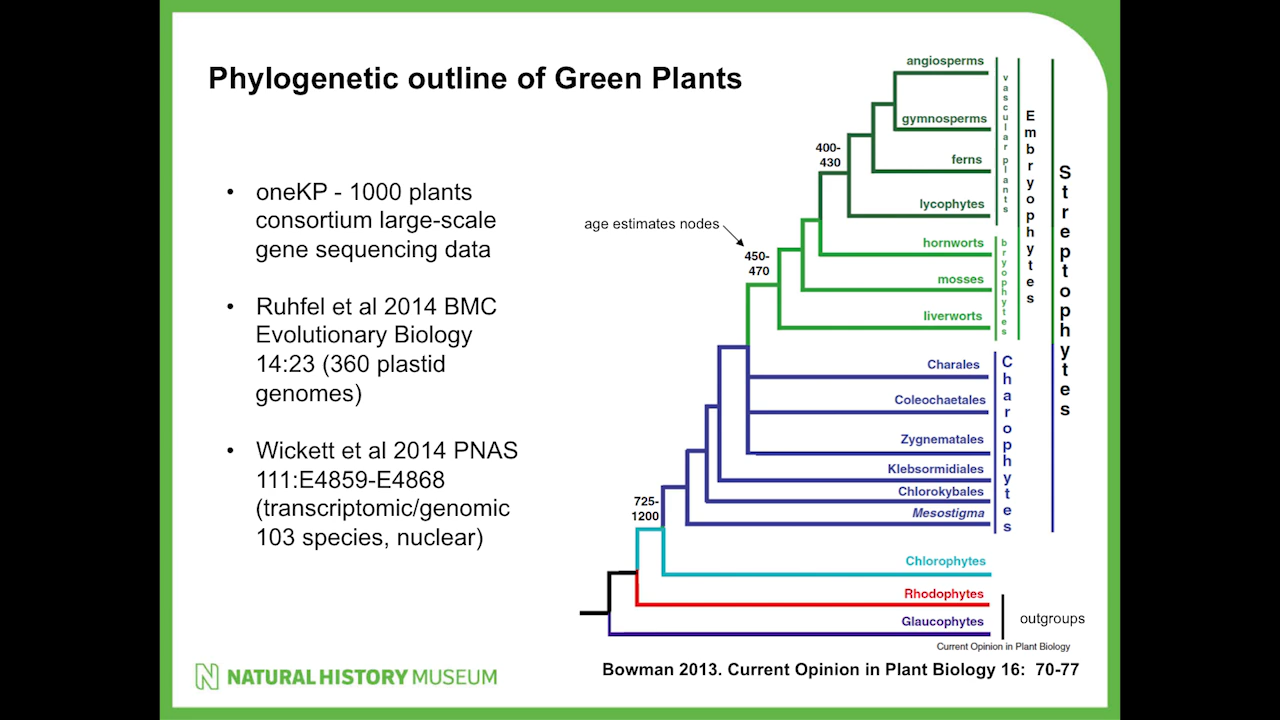 Phylogenetic outline of Green Plants
• oneKP - 1000 plants
consortium large-scale
gene sequencing data
• Ruhfel et al 2014 BMC
Evolutionary Biology
14:23 (360 plastid
genomes)
• Wickett et al 2014 PNAS
111:E4859-E4868
(transcriptomic/genomic
103 species, nuclear)
angiosperms
gymnosperms
400-
430
ferns
lycophytes
age estimates nodes
450-
470
hornworts
mosses
liverworts
Charales
Coleochaetales
Zygnematales
Klebsormidiales
Chlorokybales
Mesostigma
725-
1200
Chlorophytes
Rhodophytes
Glaucophytes
vascular plants
bryophytes
Embryophytes
Charophytes
Streptophytes
outgroups
Current Opinion in Plant Biology
Bowman 2013. Current Opinion in Plant Biology 16: 70-77
N NATURAL HISTORY MUSEUM